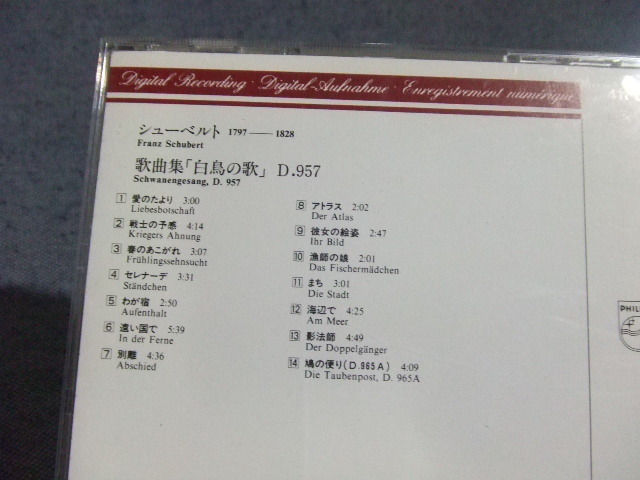 Digital Recording · Digital-Aufnahme · Enregistrement numérique
シューベルト 1797 —— 1828
Franz Schubert
歌曲集「白鳥の歌」 D.957
Schwanengesang, D. 957
1 愛のたより 3:00
Liebesbotschaft
2 戦士の予感 4:14
Kriegers Ahnung
3 春のあこがれ 3:07
Frühlingssehnsucht
4 セレナーデ 3:31
Ständchen
5 わが宿 2:50
Aufenthalt
6 遠い国で 5:39
In der Ferne
7 別離 4:36
Abschied
8 アトラス 2:02
Der Atlas
9 彼女の絵姿 2:47
Ihr Bild
10 漁師の娘 2:01
Das Fischermädchen
11 まち 3:01
Die Stadt
12 海辺で 4:25
Am Meer
13 影法師 4:49
Der Doppelgänger
14 鳩の便り(D.965A) 4:09
Die Taubenpost, D. 965A